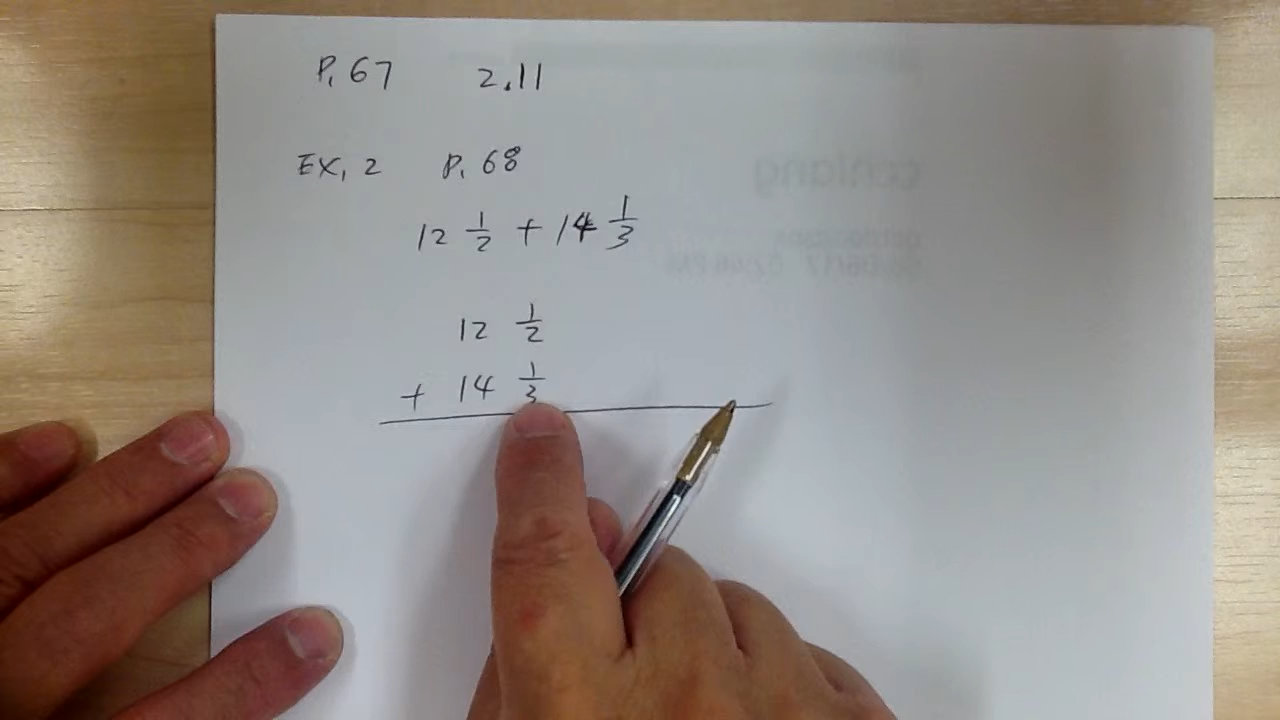 P. 67 2.11
EX. 2 P. 68
12 1/2 + 14 1/3
12 1/2
+ 14 1/3